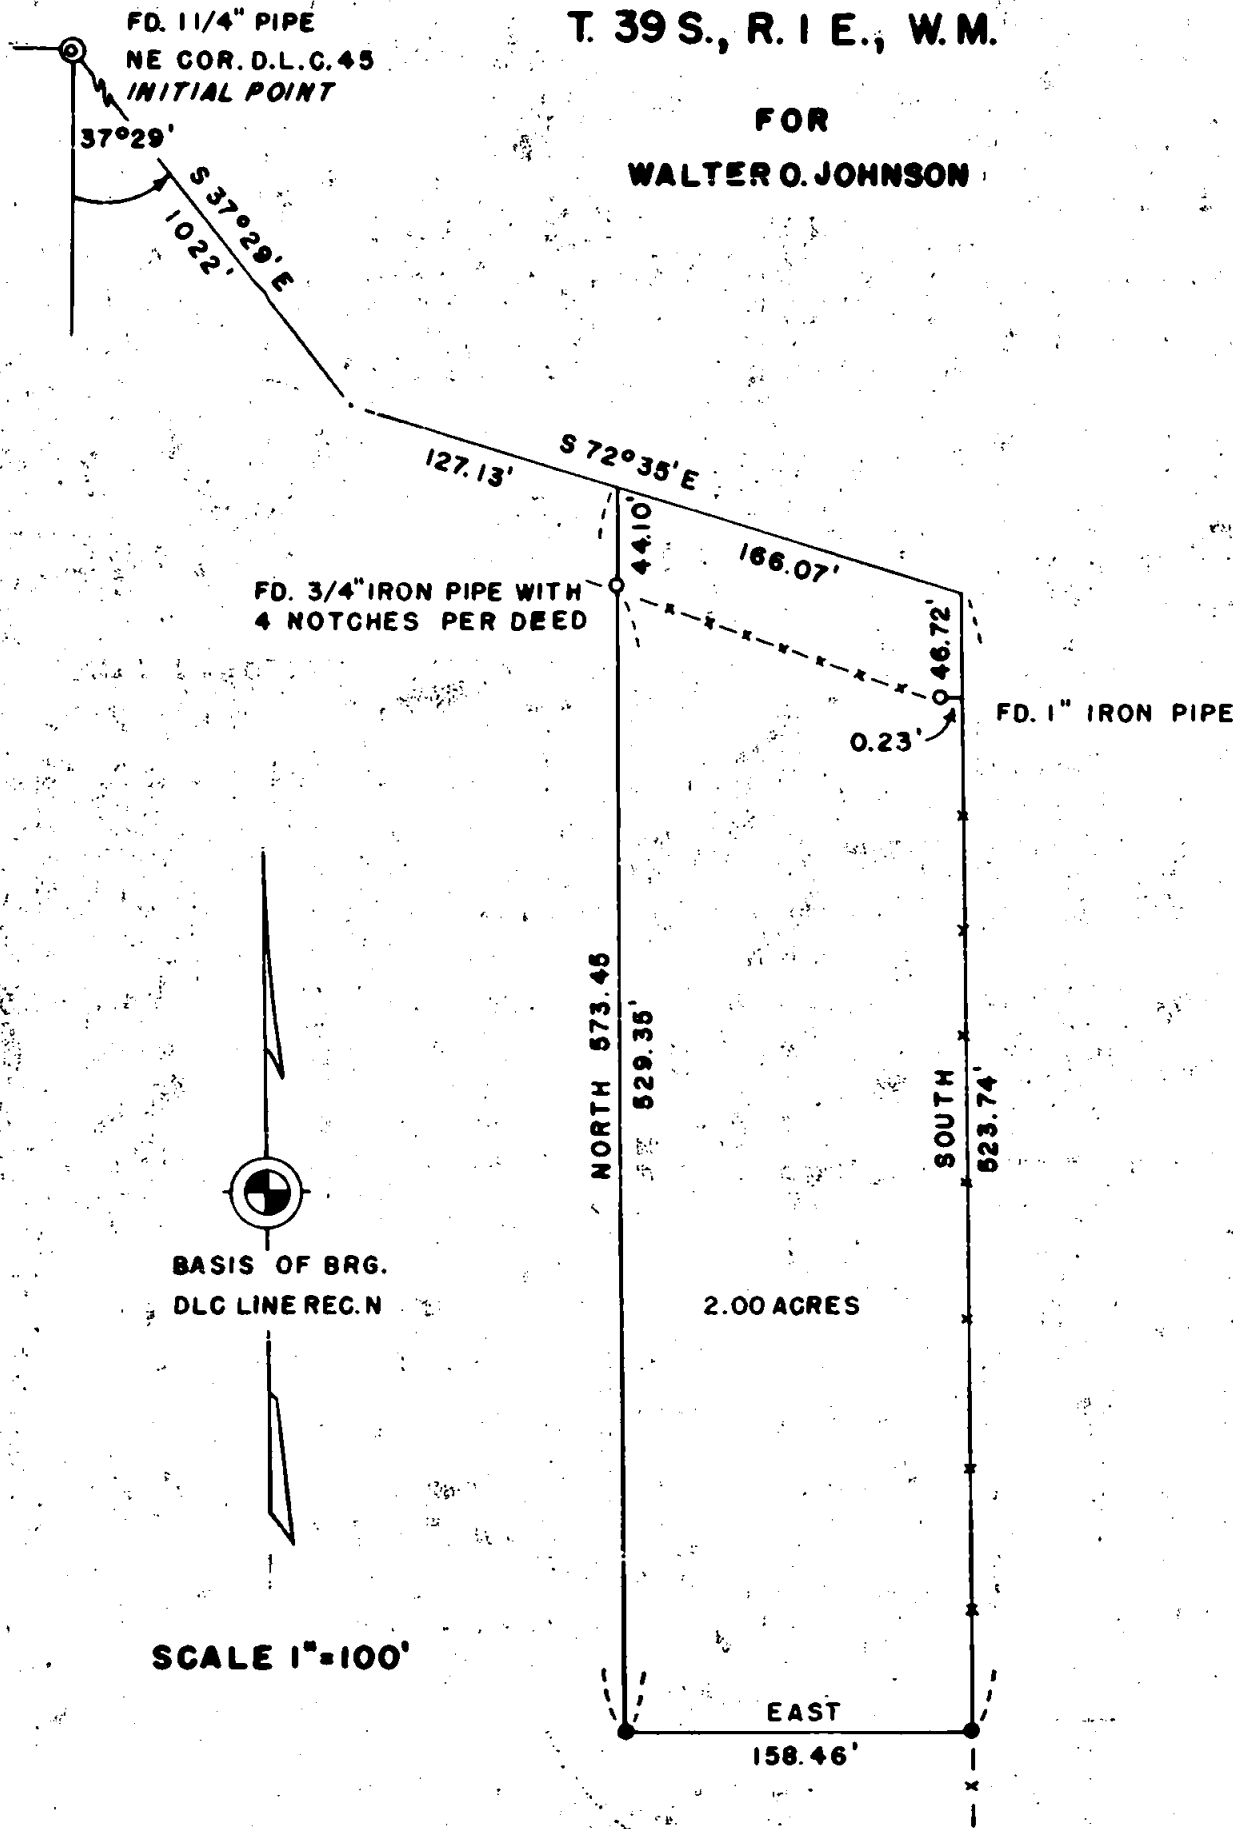 T. 39 S., R. 1 E., W.M.
FOR
WALTER O. JOHNSON
FD. 1 1/4" PIPE
NE COR. D.L.C. 45
INITIAL POINT
37°29'
S 37°29' E
1022'
S 72°35' E
127.13'
166.07'
44.10'
46.72'
FD. 3/4" IRON PIPE WITH
4 NOTCHES PER DEED
FD. 1" IRON PIPE
0.23'
NORTH 573.45
529.35'
SOUTH
523.74'
BASIS OF BRG.
DLC LINE REC. N
2.00 ACRES
SCALE 1"=100'
EAST
158.46'